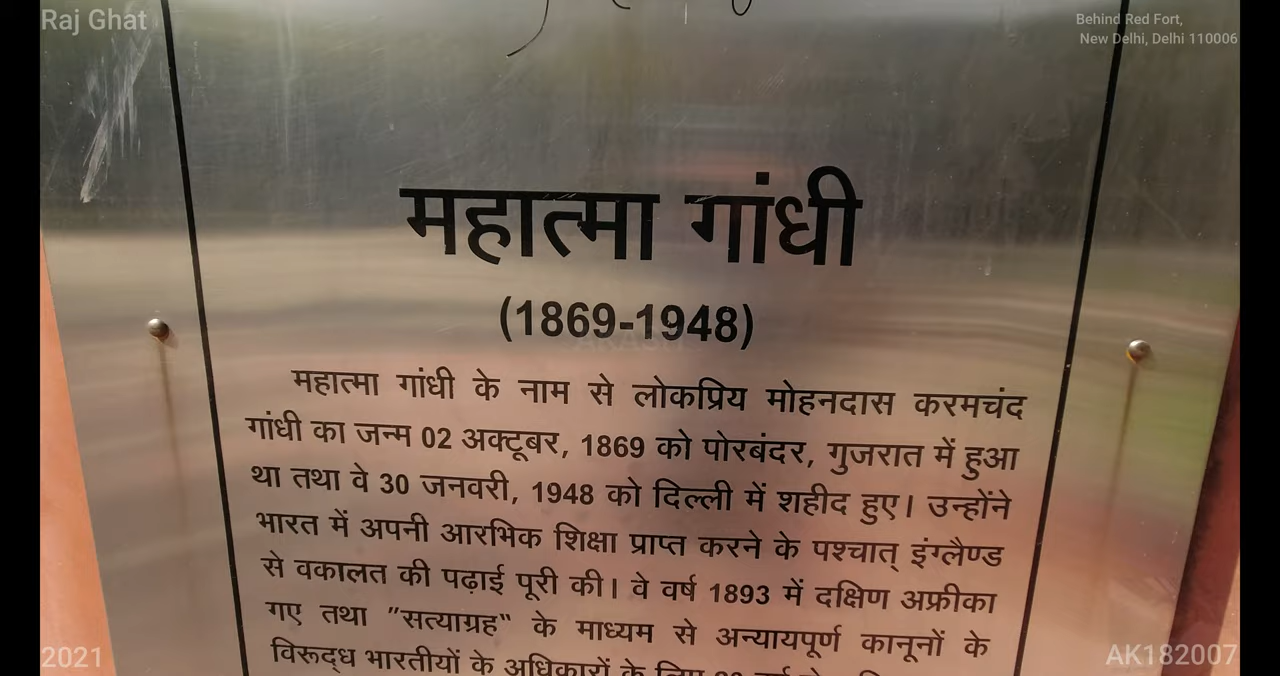 Raj Ghat
Behind Red Fort,
New Delhi, Delhi 110006
महात्मा गांधी
(1869-1948)
महात्मा गांधी के नाम से लोकप्रिय मोहनदास करमचंद
गांधी का जन्म 02 अक्टूबर, 1869 को पोरबंदर, गुजरात में हुआ
था तथा वे 30 जनवरी, 1948 को दिल्ली में शहीद हुए। उन्होंने
भारत में अपनी आरभिक शिक्षा प्राप्त करने के पश्चात् इंग्लैण्ड
से वकालत की पढ़ाई पूरी की। वे वर्ष 1893 में दक्षिण अफ्रीका
गए तथा "सत्याग्रह" के माध्यम से अन्यायपूर्ण कानूनों के
विरूद्ध भारतीयों के अधिकारों के लिए
2021
AK182007